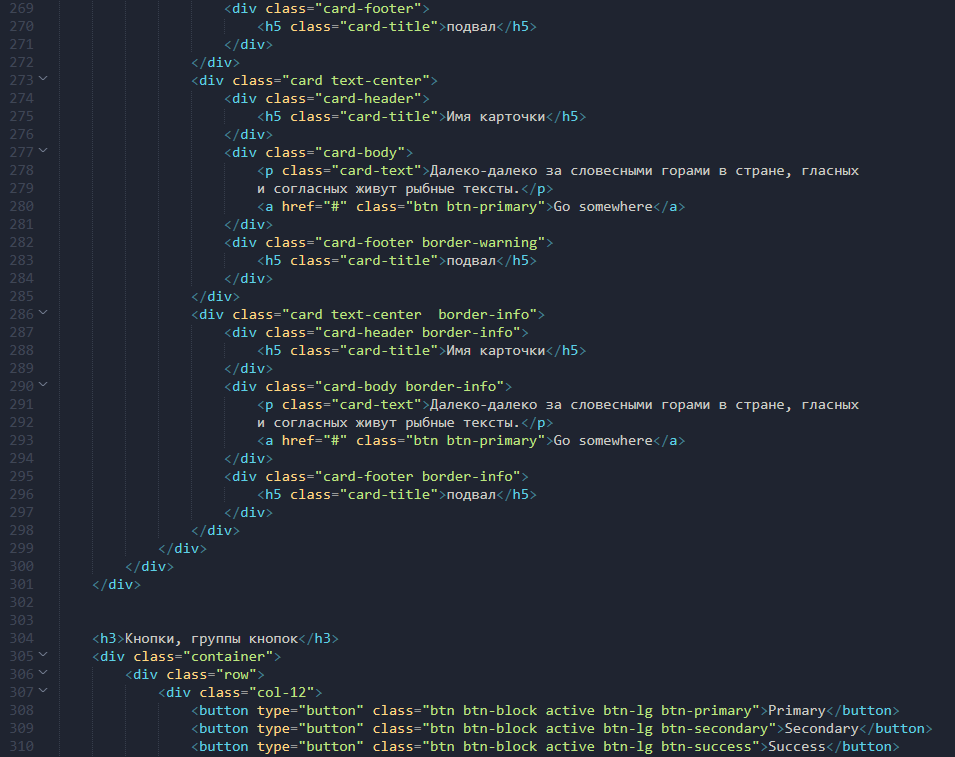 269 <div class="card-footer">
270 <h5 class="card-title">подвал</h5>
271 </div>
272 </div>
273 <div class="card text-center">
274 <div class="card-header">
275 <h5 class="card-title">Имя карточки</h5>
276 </div>
277 <div class="card-body">
278 <p class="card-text">Далеко-далеко за словесными горами в стране, гласных
279 и согласных живут рыбные тексты.</p>
280 <a href="#" class="btn btn-primary">Go somewhere</a>
281 </div>
282 <div class="card-footer border-warning">
283 <h5 class="card-title">подвал</h5>
284 </div>
285 </div>
286 <div class="card text-center  border-info">
287 <div class="card-header border-info">
288 <h5 class="card-title">Имя карточки</h5>
289 </div>
290 <div class="card-body border-info">
291 <p class="card-text">Далеко-далеко за словесными горами в стране, гласных
292 и согласных живут рыбные тексты.</p>
293 <a href="#" class="btn btn-primary">Go somewhere</a>
294 </div>
295 <div class="card-footer border-info">
296 <h5 class="card-title">подвал</h5>
297 </div>
298 </div>
299 </div>
300 </div>
301 </div>
302
303
304 <h3>Кнопки, группы кнопок</h3>
305 <div class="container">
306 <div class="row">
307 <div class="col-12">
308 <button type="button" class="btn btn-block active btn-lg btn-primary">Primary</button>
309 <button type="button" class="btn btn-block active btn-lg btn-secondary">Secondary</button>
310 <button type="button" class="btn btn-block active btn-lg btn-success">Success</button>